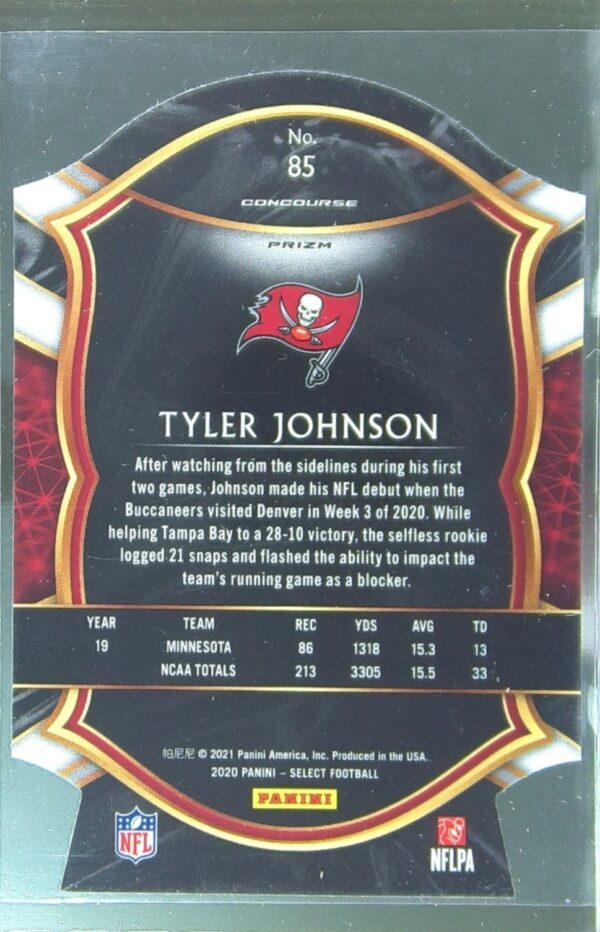 No.
85
CONCOURSE
PRIZM
TYLER JOHNSON
After watching from the sidelines during his first
two games, Johnson made his NFL debut when the
Buccaneers visited Denver in Week 3 of 2020. While
helping Tampa Bay to a 28-10 victory, the selfless rookie
logged 21 snaps and flashed the ability to impact the
team's running game as a blocker.
YEAR TEAM REC YDS AVG TD
19 MINNESOTA 86 1318 15.3 13
NCAA TOTALS 213 3305 15.5 33
帕尼尼 © 2021 Panini America, Inc. Produced in the USA.
2020 PANINI – SELECT FOOTBALL
PANINI
NFL
NFLPA